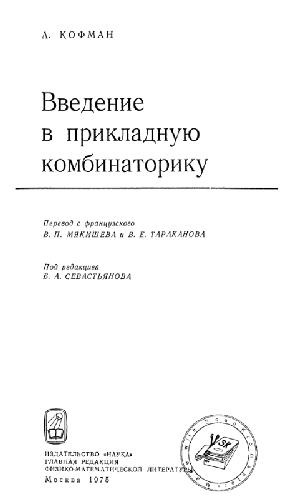 А. КОФМАН
Введение
в прикладную
комбинаторику
Перевод с французского
В. П. МЯКИШЕВА и В. Е. ТАРАКАНОВА
Под редакцией
Б. А. СЕВАСТЬЯНОВА
ИЗДАТЕЛЬСТВО «НАУКА»
ГЛАВНАЯ РЕДАКЦИЯ
ФИЗИКО-МАТЕМАТИЧЕСКОЙ ЛИТЕРАТУРЫ
Москва 1975